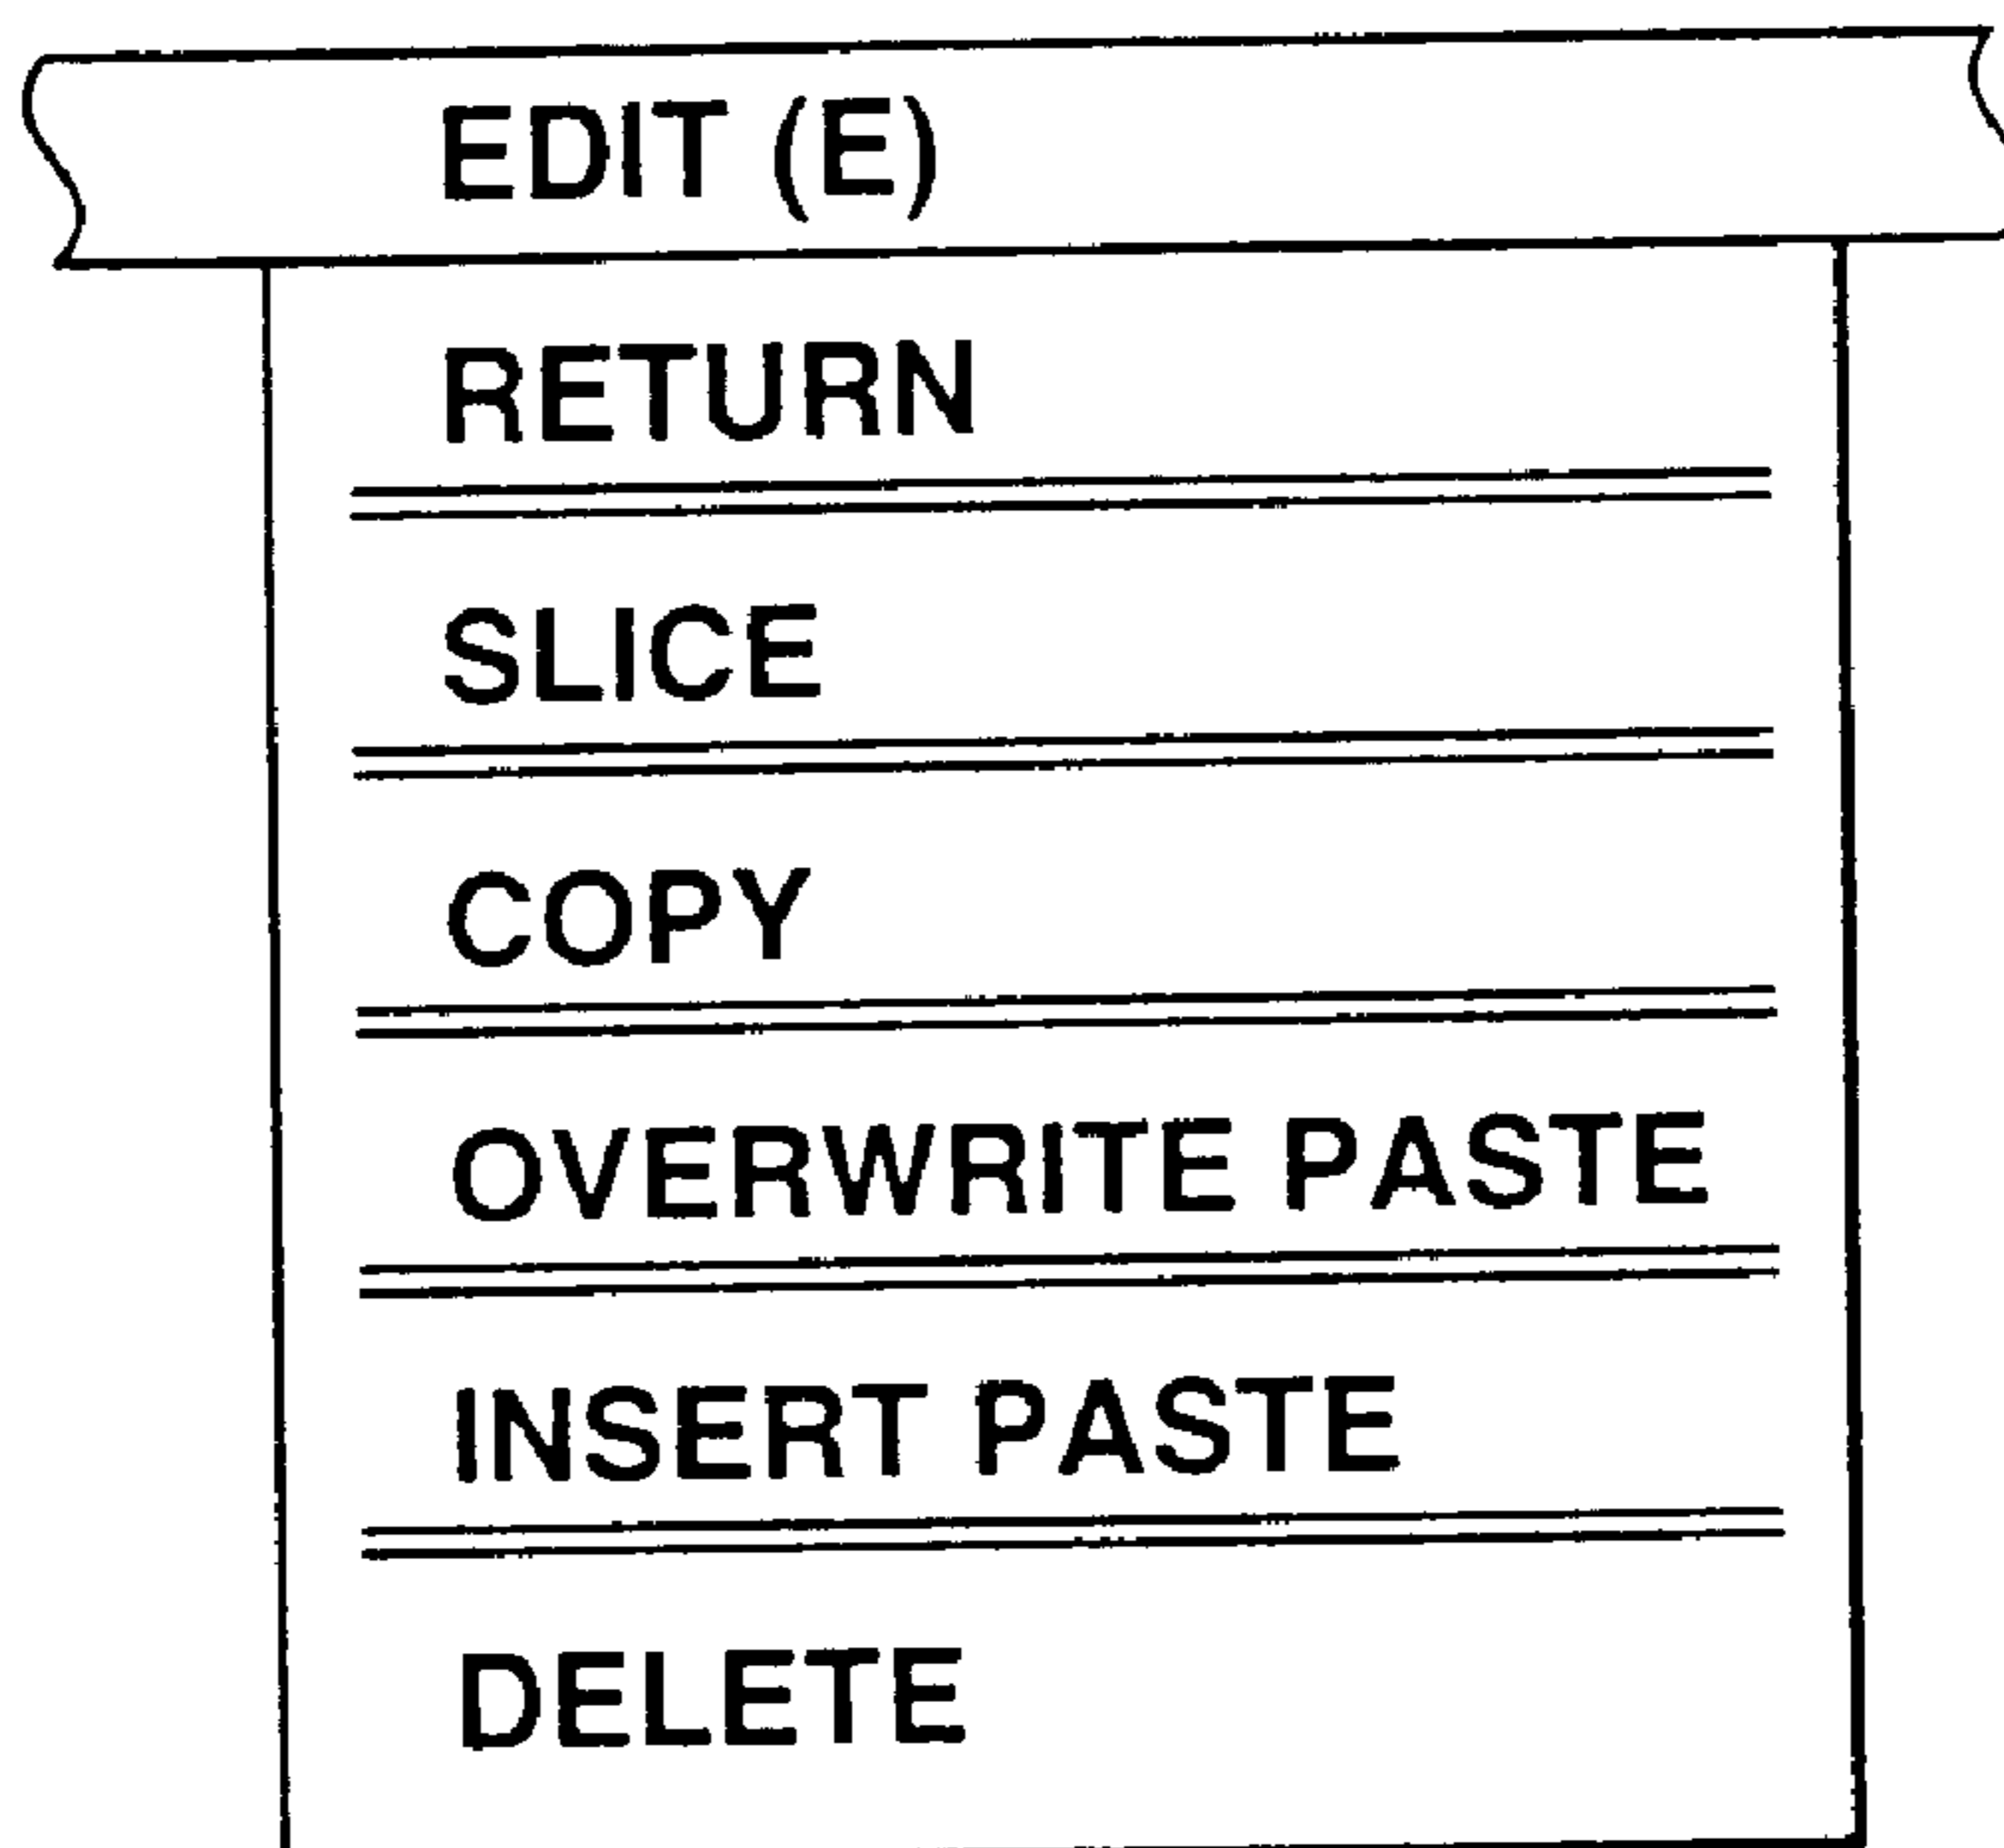 EDIT (E)
RETURN
SLICE
COPY
OVERWRITE PASTE
INSERT PASTE
DELETE